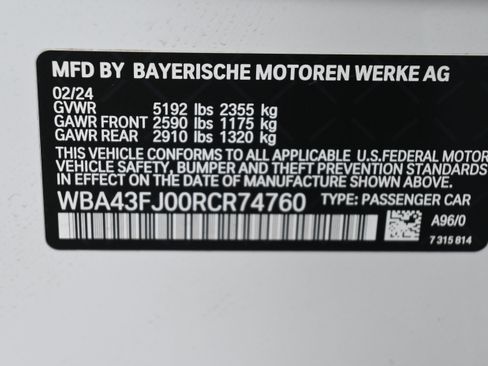 MFD BY BAYERISCHE MOTOREN WERKE AG
02/24
GVWR 5192 lbs 2355 kg
GAWR FRONT 2590 lbs 1175 kg
GAWR REAR 2910 lbs 1320 kg
THIS VEHICLE CONFORMS TO ALL APPLICABLE U.S.FEDERAL MOTOR
VEHICLE SAFETY, BUMPER AND THEFT PREVENTION STANDARDS
IN EFFECT ON THE DATE OF MANUFACTURE SHOWN ABOVE.
WBA43FJ00RCR74760 TYPE: PASSENGER CAR
A96/0
7 315 814